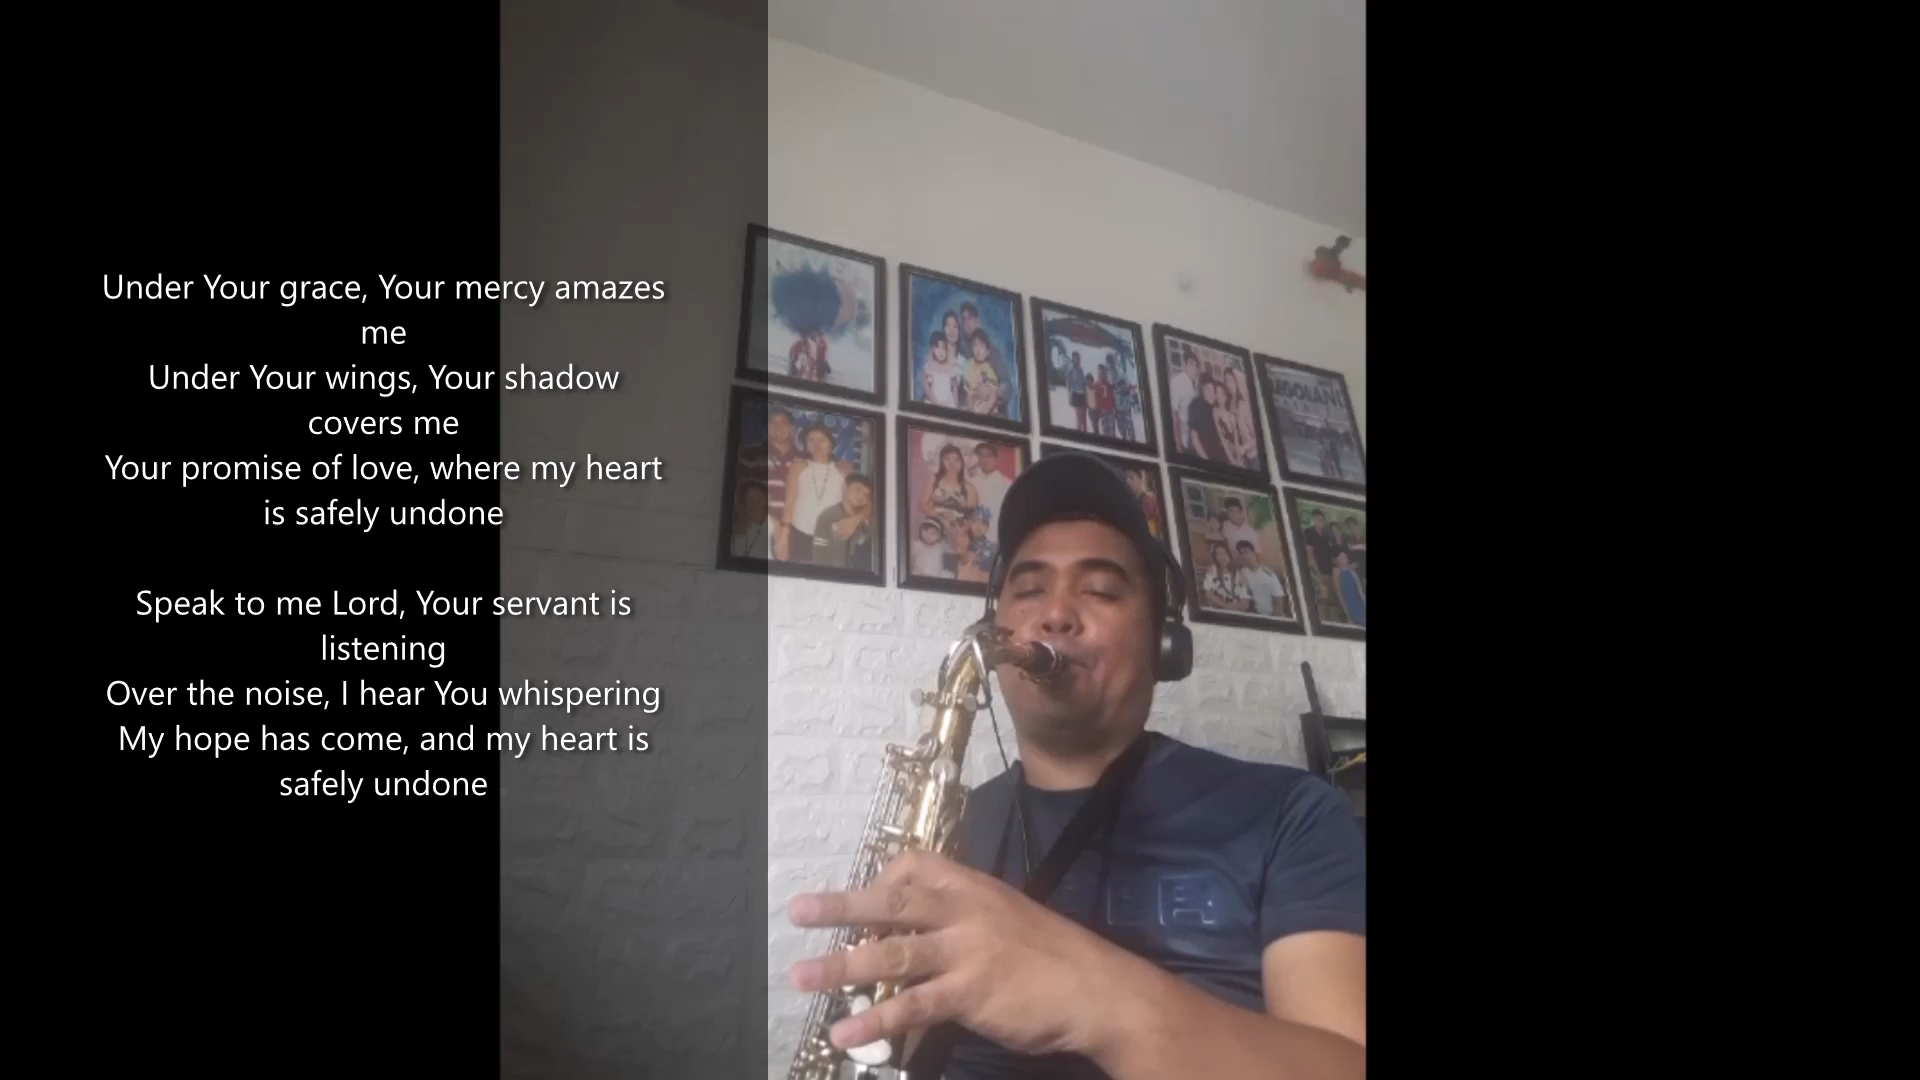 Under Your grace, Your mercy amazes
me
Under Your wings, Your shadow
covers me
Your promise of love, where my heart
is safely undone
Speak to me Lord, Your servant is
listening
Over the noise, I hear You whispering
My hope has come, and my heart is
safely undone